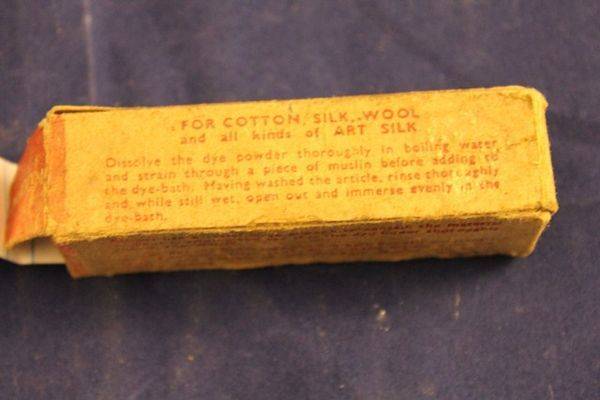 FOR COTTON, SILK, WOOL
and all kinds of ART SILK
Dissolve the dye powder thoroughly in boiling water
and strain through a piece of muslin before adding to
the dye-bath. Having washed the article, rinse thoroughly
and, while still wet, open out and immerse evenly in the
dye-bath.